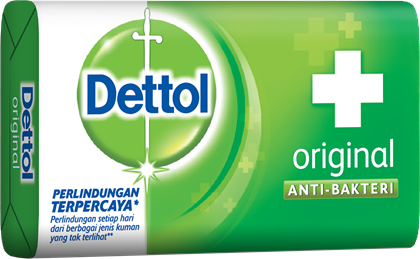 Dettol
original
Dettol
original
ANTI-BAKTERI
PERLINDUNGAN
TERPERCAYA*
Perlindungan setiap hari
dari berbagai jenis kuman
yang tak terlihat**